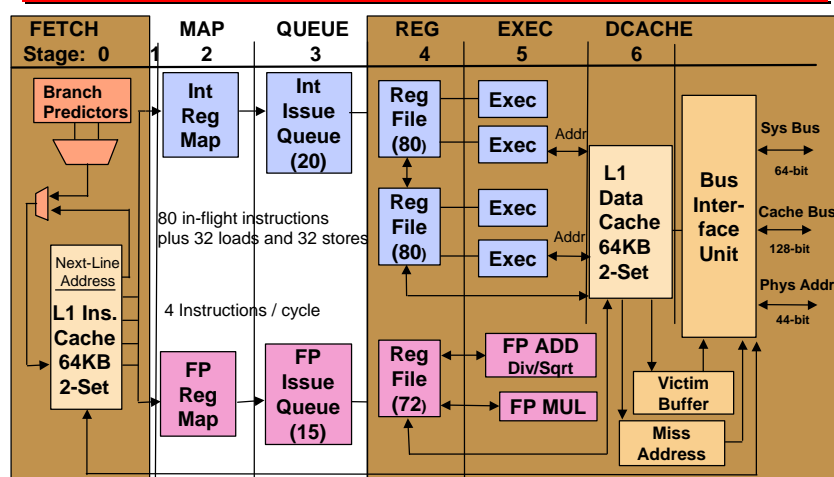 FETCH MAP QUEUE REG EXEC DCACHE
Stage: 0 1 2 3 4 5 6
Branch
Predictors
Int
Reg
Map
Int
Issue
Queue
(20)
Reg
File
(80)
Exec
Exec
Addr
Reg
File
(80)
Exec
Exec
Addr
L1
Data
Cache
64KB
2-Set
Bus
Inter-
face
Unit
Sys Bus
64-bit
Cache Bus
128-bit
Phys Addr
44-bit
80 in-flight instructions
plus 32 loads and 32 stores
Next-Line
Address
L1 Ins.
Cache
64KB
2-Set
4 Instructions / cycle
FP
Reg
Map
FP
Issue
Queue
(15)
Reg
File
(72)
FP ADD
Div/Sqrt
FP MUL
Victim
Buffer
Miss
Address